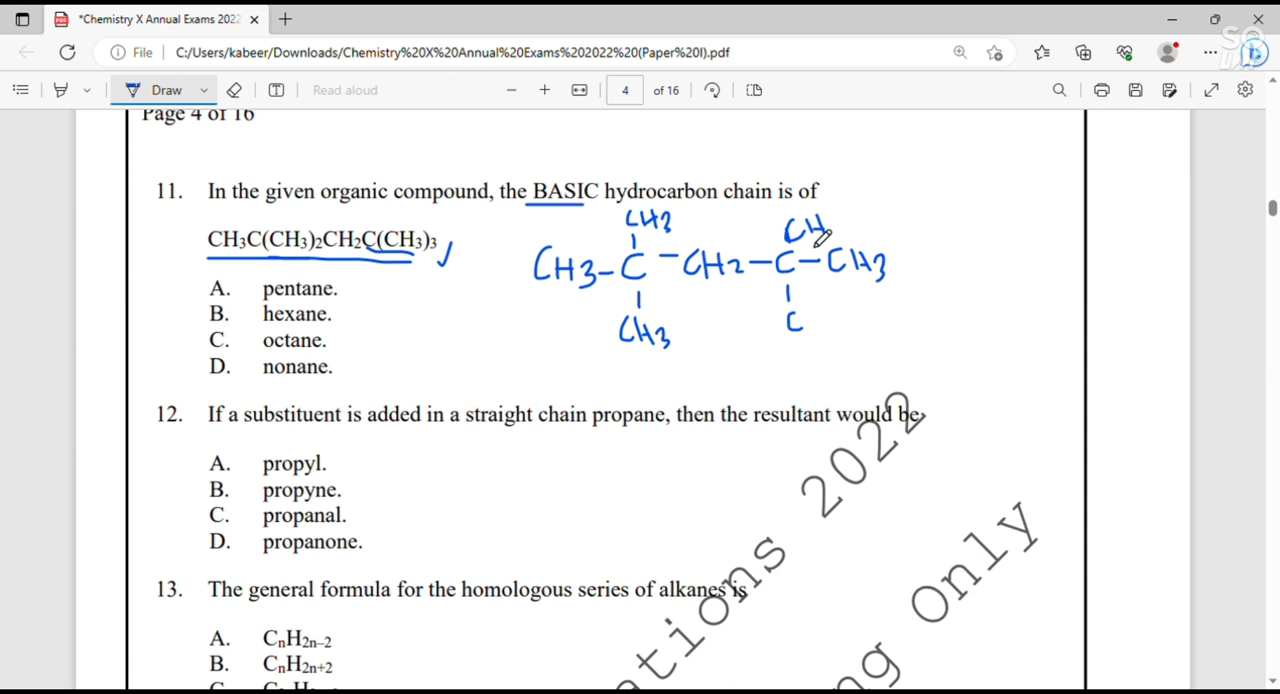 *Chemistry X Annual Exams 2022
File C:/Users/kabeer/Downloads/Chemistry%20X%20Annual%20Exams%202022%20(Paper%20I).pdf
Draw Read aloud 4 of 16
Page 4 of 16
11. In the given organic compound, the BASIC hydrocarbon chain is of
CH3
CH
CH₃C(CH₃)₂CH₂C(CH₃)₃
CH3-C-CH2-C-CH3
CH3
C
A. pentane.
B. hexane.
C. octane.
D. nonane.
12. If a substituent is added in a straight chain propane, then the resultant would be
A. propyl.
B. propyne.
C. propanal.
D. propanone.
13. The general formula for the homologous series of alkanes is
A. CₙH₂ₙ₋₂
B. CₙH₂ₙ₊₂
ations 2022
ng Only